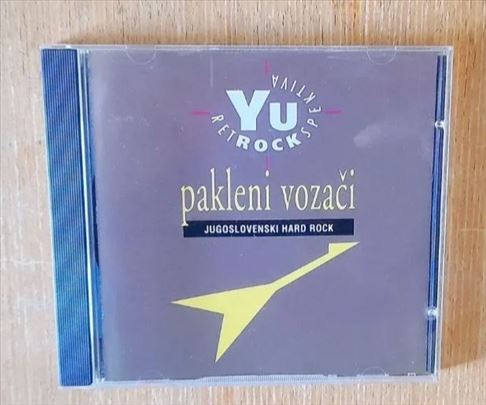 Yu
RETROCKSPEKTIVA
pakleni vozači
JUGOSLOVENSKI HARD ROCK